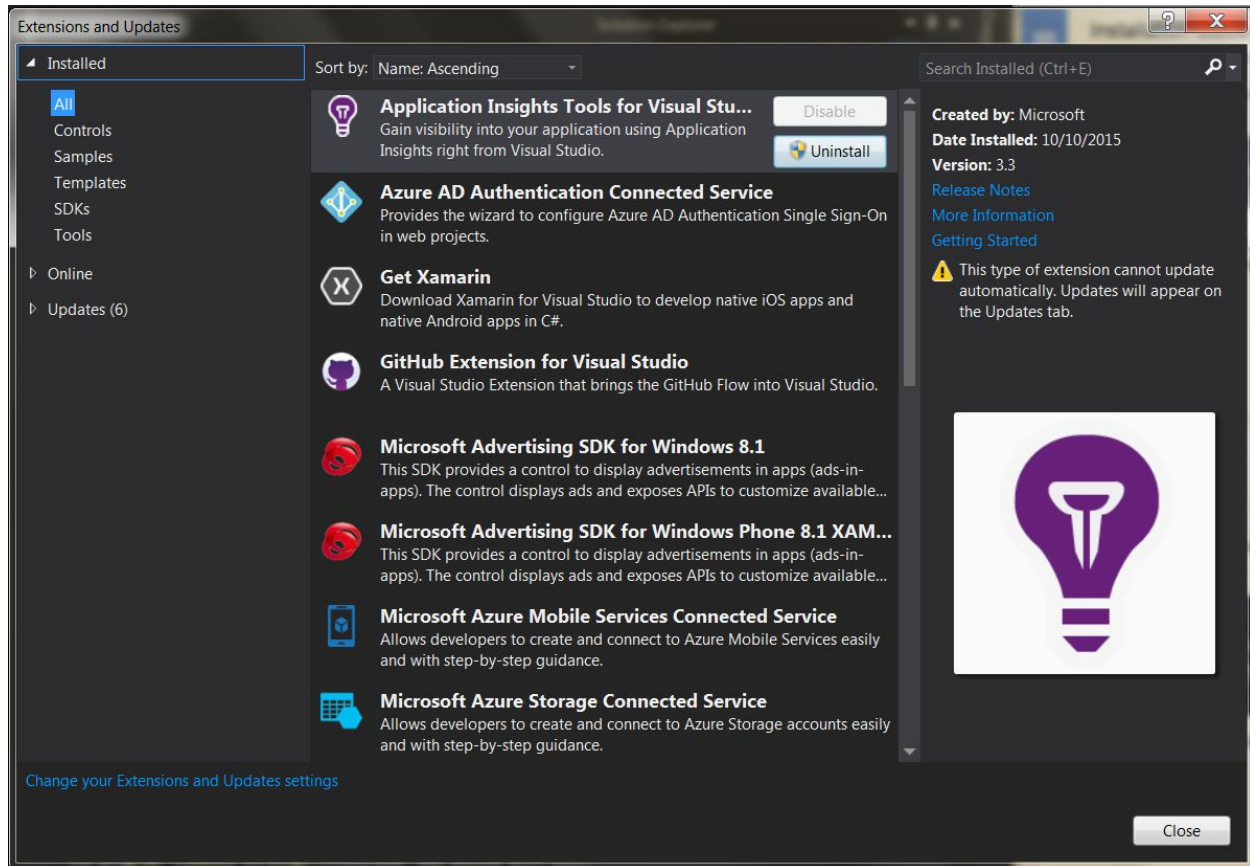 Extensions and Updates
Installed
All
Controls
Samples
Templates
SDKs
Tools
Online
Updates (6)
Sort by: Name: Ascending
Application Insights Tools for Visual Stu...
Gain visibility into your application using Application
Insights right from Visual Studio.
Disable
Uninstall
Azure AD Authentication Connected Service
Provides the wizard to configure Azure AD Authentication Single Sign-On
in web projects.
Get Xamarin
Download Xamarin for Visual Studio to develop native iOS apps and
native Android apps in C#.
GitHub Extension for Visual Studio
A Visual Studio Extension that brings the GitHub Flow into Visual Studio.
Microsoft Advertising SDK for Windows 8.1
This SDK provides a control to display advertisements in apps (ads-in-
apps). The control displays ads and exposes APIs to customize available...
Microsoft Advertising SDK for Windows Phone 8.1 XAM...
This SDK provides a control to display advertisements in apps (ads-in-
apps). The control displays ads and exposes APIs to customize available...
Microsoft Azure Mobile Services Connected Service
Allows developers to create and connect to Azure Mobile Services easily
and with step-by-step guidance.
Microsoft Azure Storage Connected Service
Allows developers to create and connect to Azure Storage accounts easily
and with step-by-step guidance.
Search Installed (Ctrl+E)
Created by: Microsoft
Date Installed: 10/10/2015
Version: 3.3
Release Notes
More Information
Getting Started
This type of extension cannot update
automatically. Updates will appear on
the Updates tab.
Change your Extensions and Updates settings
Close